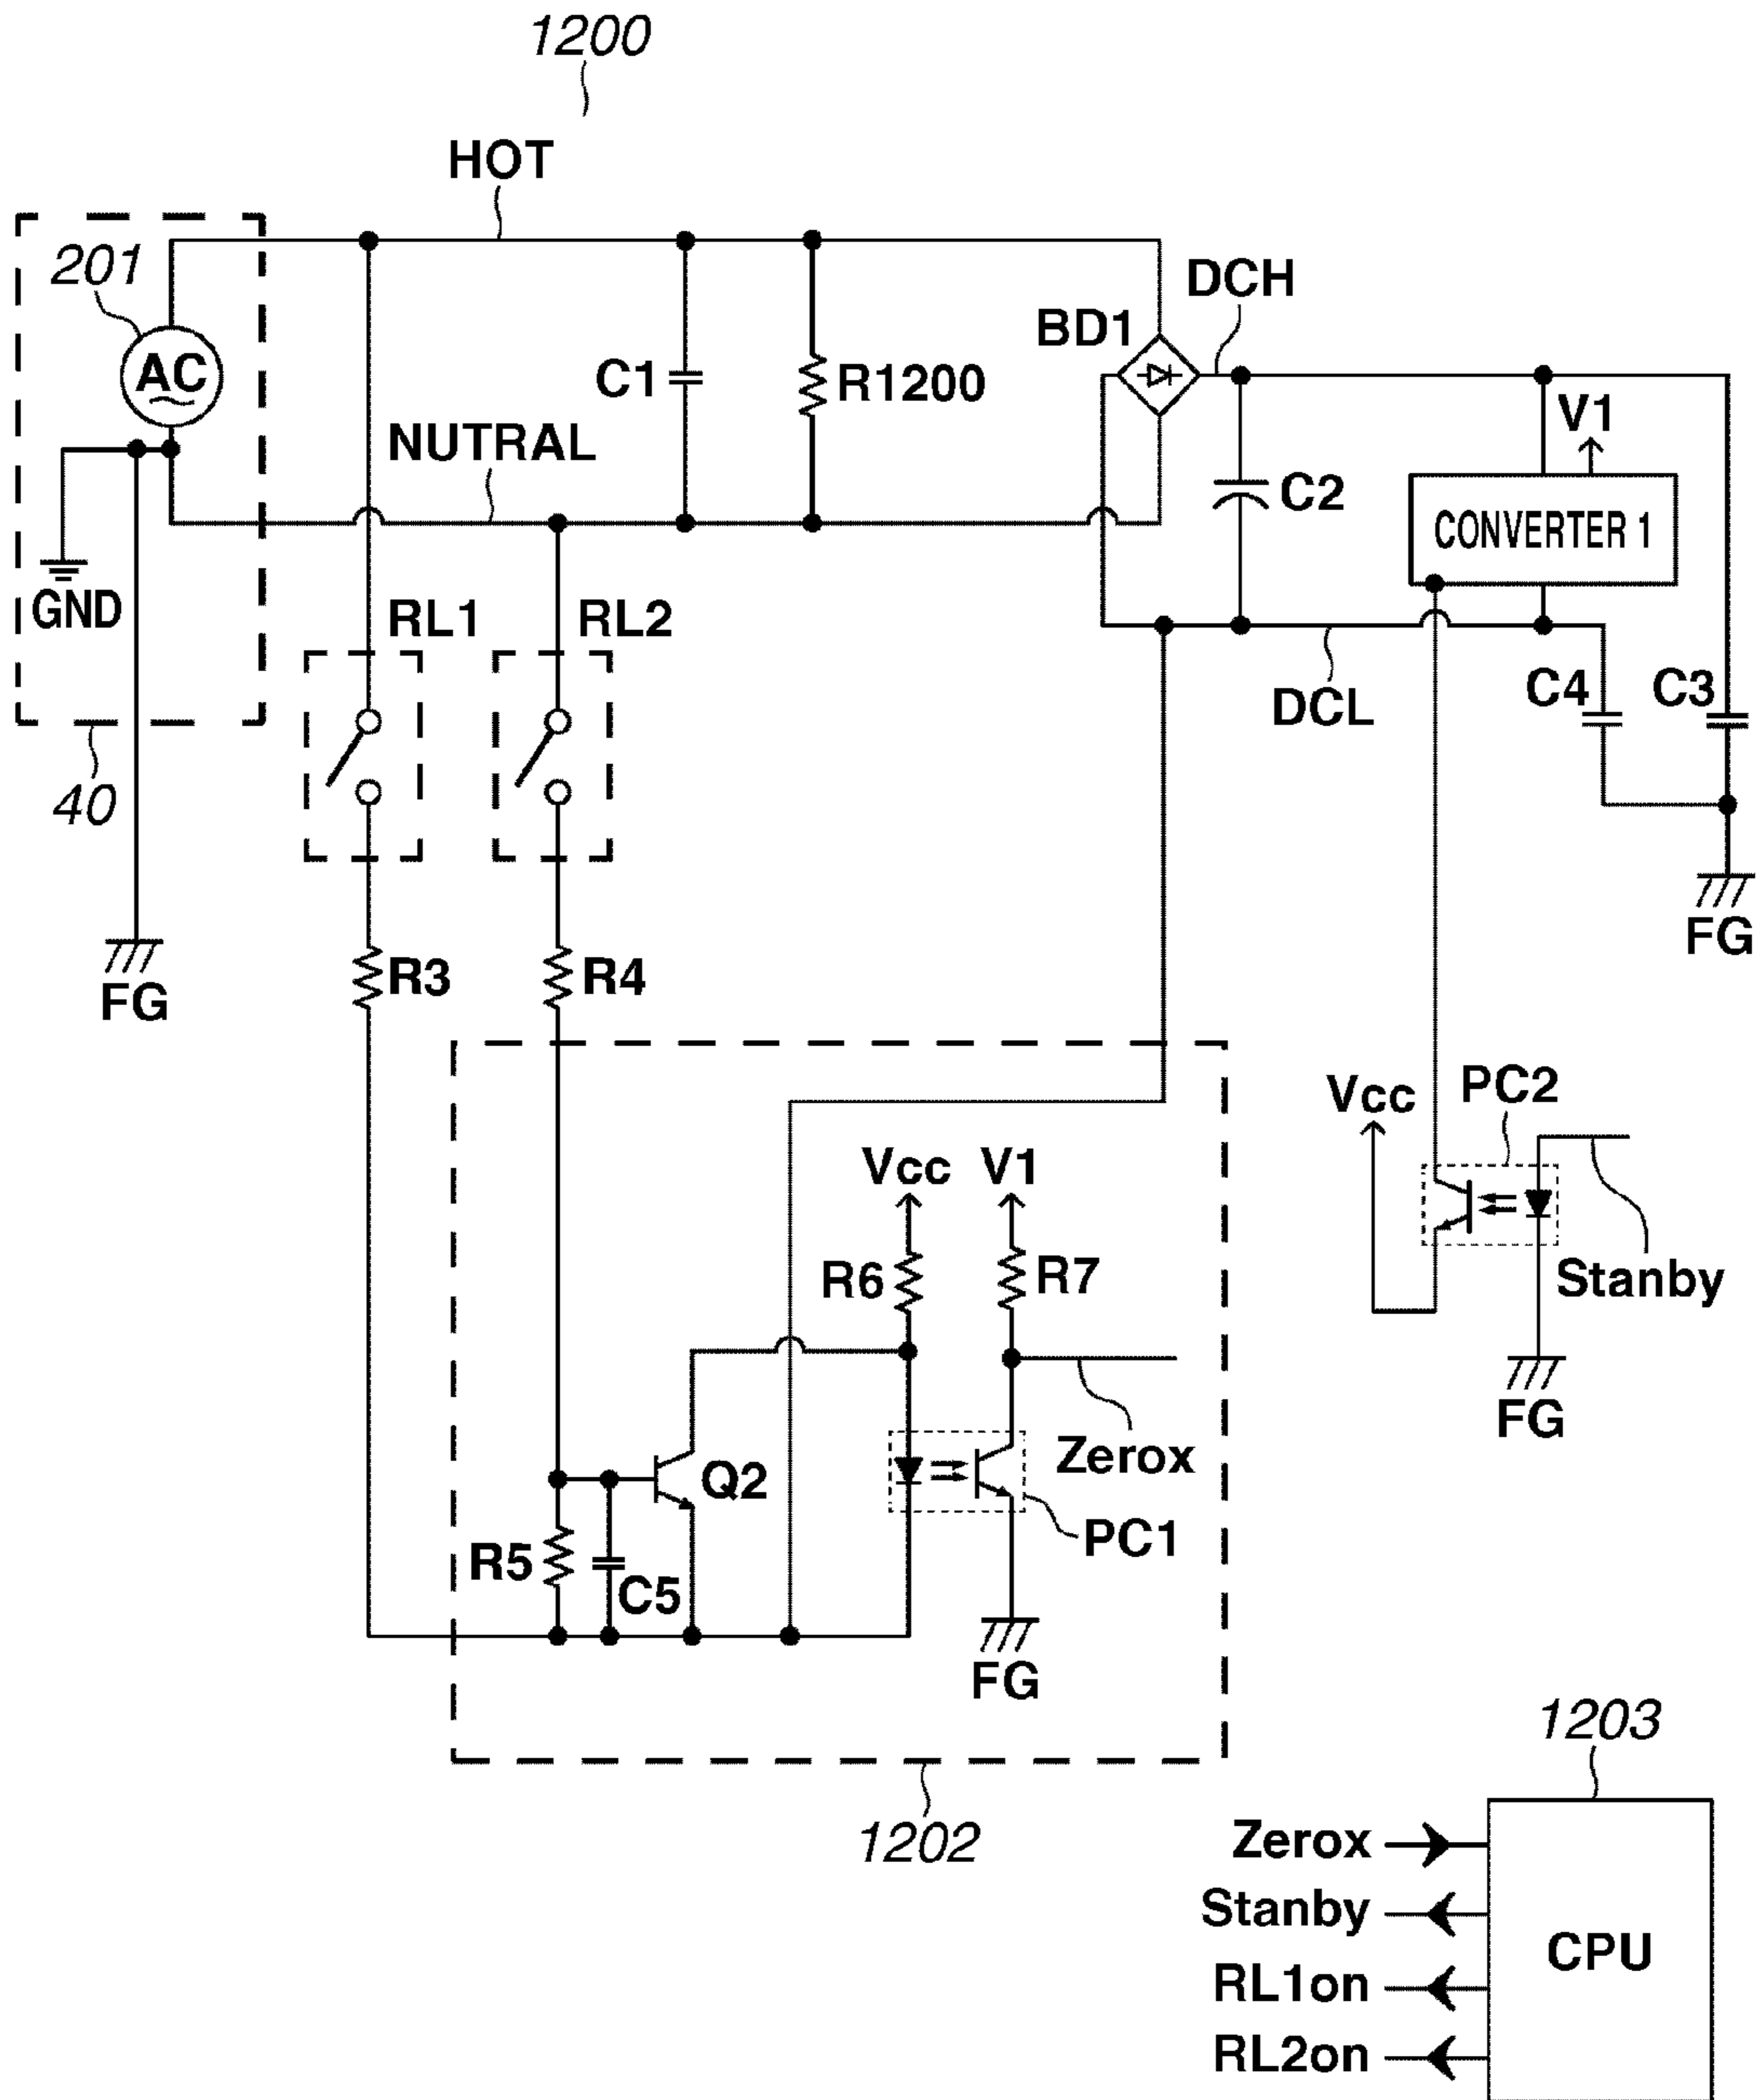 1200
HOT
201
AC
DCH
BD1
C1
R1200
V1
NUTRAL
C2
CONVERTER 1
GND
RL1
RL2
C4
C3
DCL
40
FG
R3
R4
FG
Vcc
PC2
Vcc
V1
R6
R7
Stanby
FG
Zerox
Q2
PC1
R5
C5
FG
1202
1203
Zerox
Stanby
RL1on
RL2on
CPU